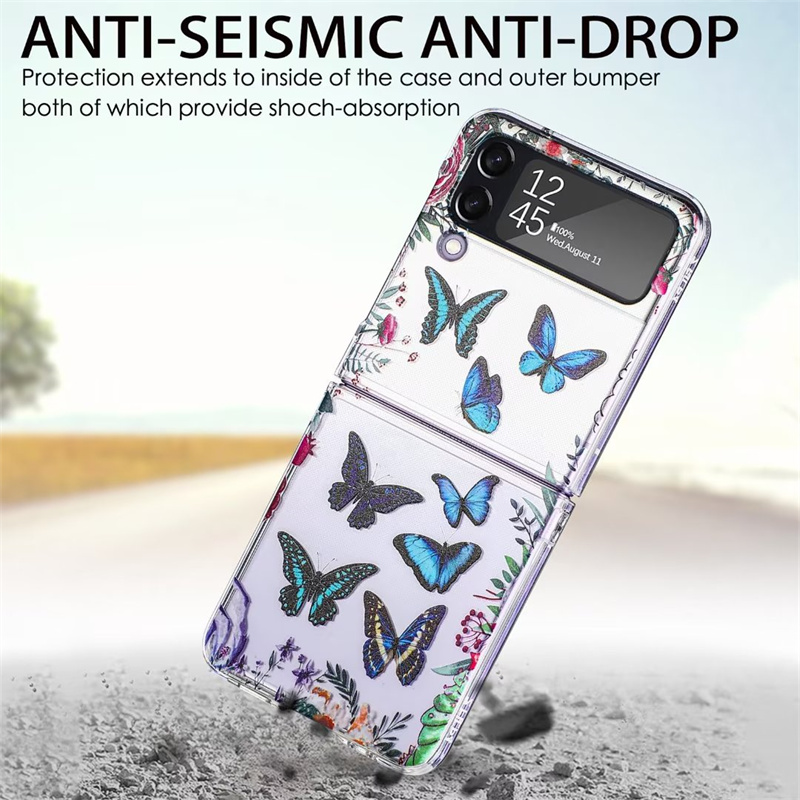 ANTI-SEISMIC ANTI-DROP
Protection extends to inside of the case and outer bumper
both of which provide shoch-absorption
12
45
100%
Wed,August 11